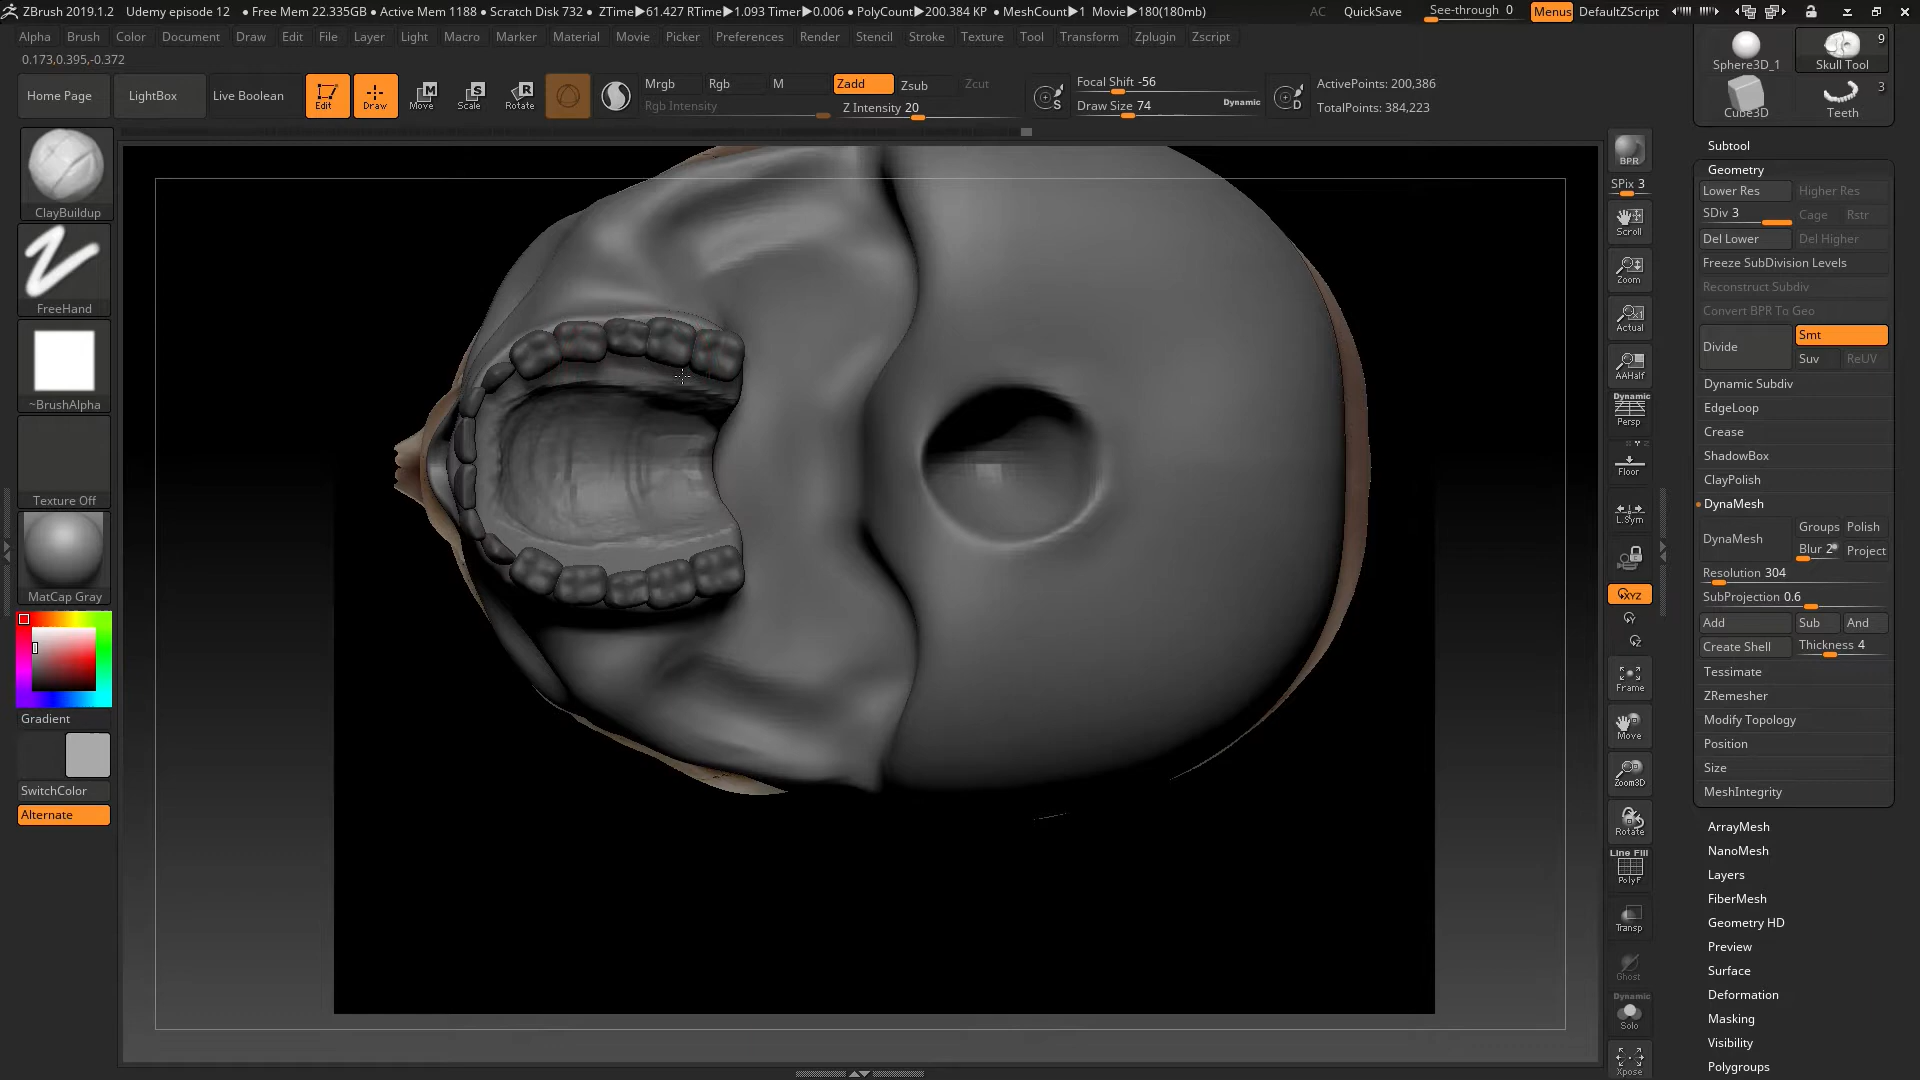 ZBrush 2019.1.2 Udemy episode 12 ● Free Mem 22.335GB ● Active Mem 1188 ● Scratch Disk 732 ● ZTime▶61.427 RTime▶1.093 Timer▶0.006 ● PolyCount▶200.384 KP ● MeshCount▶1 Movie▶180(180mb) AC QuickSave See-through 0 Menus DefaultZScript
Alpha Brush Color Document Draw Edit File Layer Light Macro Marker Material Movie Picker Preferences Render Stencil Stroke Texture Tool Transform Zplugin Zscript
0.173,0.395,-0.372
Home Page LightBox Live Boolean Edit Draw Move Scale Rotate
Mrgb Rgb M Zadd Zsub Zcut
Rgb Intensity Z Intensity 20
S Focal Shift -56
Draw Size 74 Dynamic
D ActivePoints: 200,386
TotalPoints: 384,223
ClayBuildup
FreeHand
~BrushAlpha
Texture Off
MatCap Gray
Gradient
SwitchColor
Alternate
BPR
SPix 3
Scroll
Zoom
Actual
AAHalf
Dynamic
Persp
Floor
L.Sym
XYZ
Y
Z
Frame
Move
Zoom3D
Rotate
Line Fill
PolyF
Transp
Ghost
Dynamic
Solo
Xpose
Sphere3D_1 9 Skull Tool
Cube3D 3 Teeth
Subtool
Geometry
Lower Res Higher Res
SDiv 3 Cage Rstr
Del Lower Del Higher
Freeze SubDivision Levels
Reconstruct Subdiv
Convert BPR To Geo
Divide Smt
Suv ReUV
Dynamic Subdiv
EdgeLoop
Crease
ShadowBox
ClayPolish
DynaMesh
DynaMesh Groups Polish
Blur 2 Project
Resolution 304
SubProjection 0.6
Add Sub And
Create Shell Thickness 4
Tessimate
ZRemesher
Modify Topology
Position
Size
MeshIntegrity
ArrayMesh
NanoMesh
Layers
FiberMesh
Geometry HD
Preview
Surface
Deformation
Masking
Visibility
Polygroups